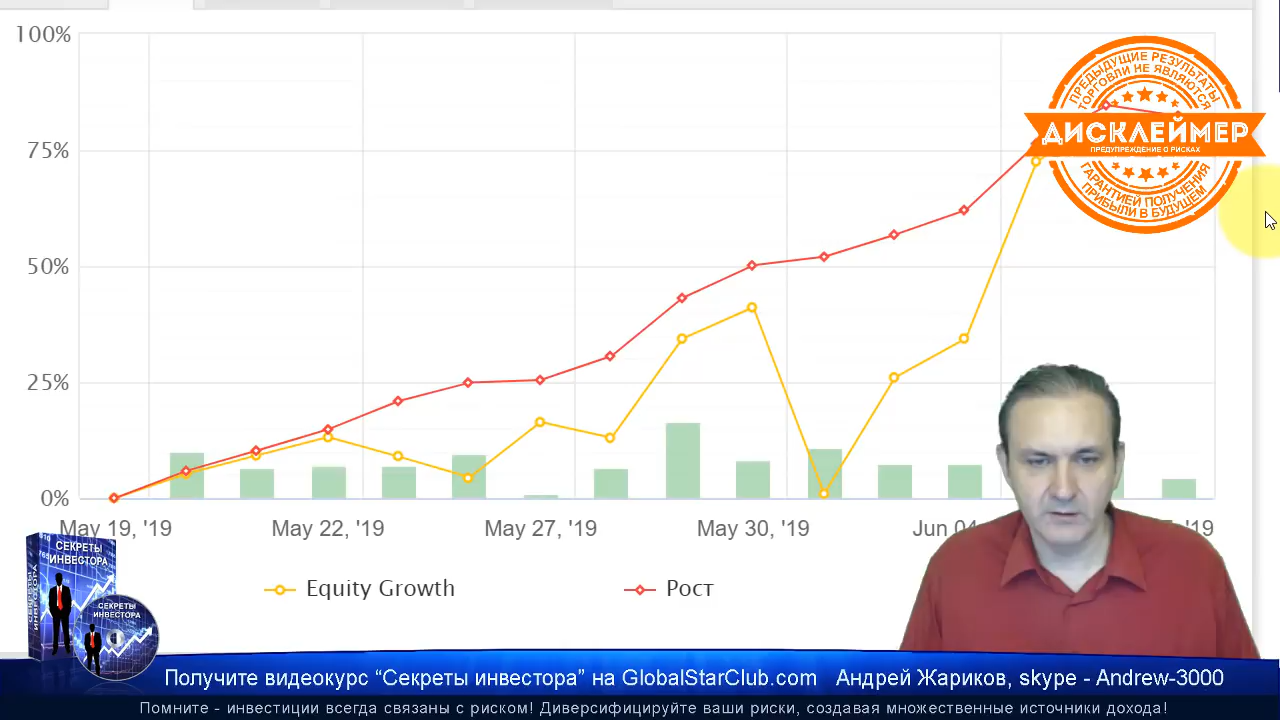 100%
75%
50%
25%
0%
May 19, '19
May 22, '19
May 27, '19
May 30, '19
Jun 04
'19
Equity Growth
Рост
ПРЕДЫДУЩИЕ РЕЗУЛЬТАТЫ
ТОРГОВЛИ НЕ ЯВЛЯЮТСЯ
ДИСКЛЕЙМЕР
ПРЕДУПРЕЖДЕНИЕ О РИСКАХ
ГАРАНТИЕЙ ПОЛУЧЕНИЯ
ПРИБЫЛИ В БУДУЩЕМ
СЕКРЕТЫ
ИНВЕСТОРА
СЕКРЕТЫ
ИНВЕСТОРА
Получите видеокурс “Секреты инвестора” на GlobalStarClub.com Андрей Жариков, skype - Andrew-3000
Помните - инвестиции всегда связаны с риском! Диверсифицируйте ваши риски, создавая множественные источники дохода!